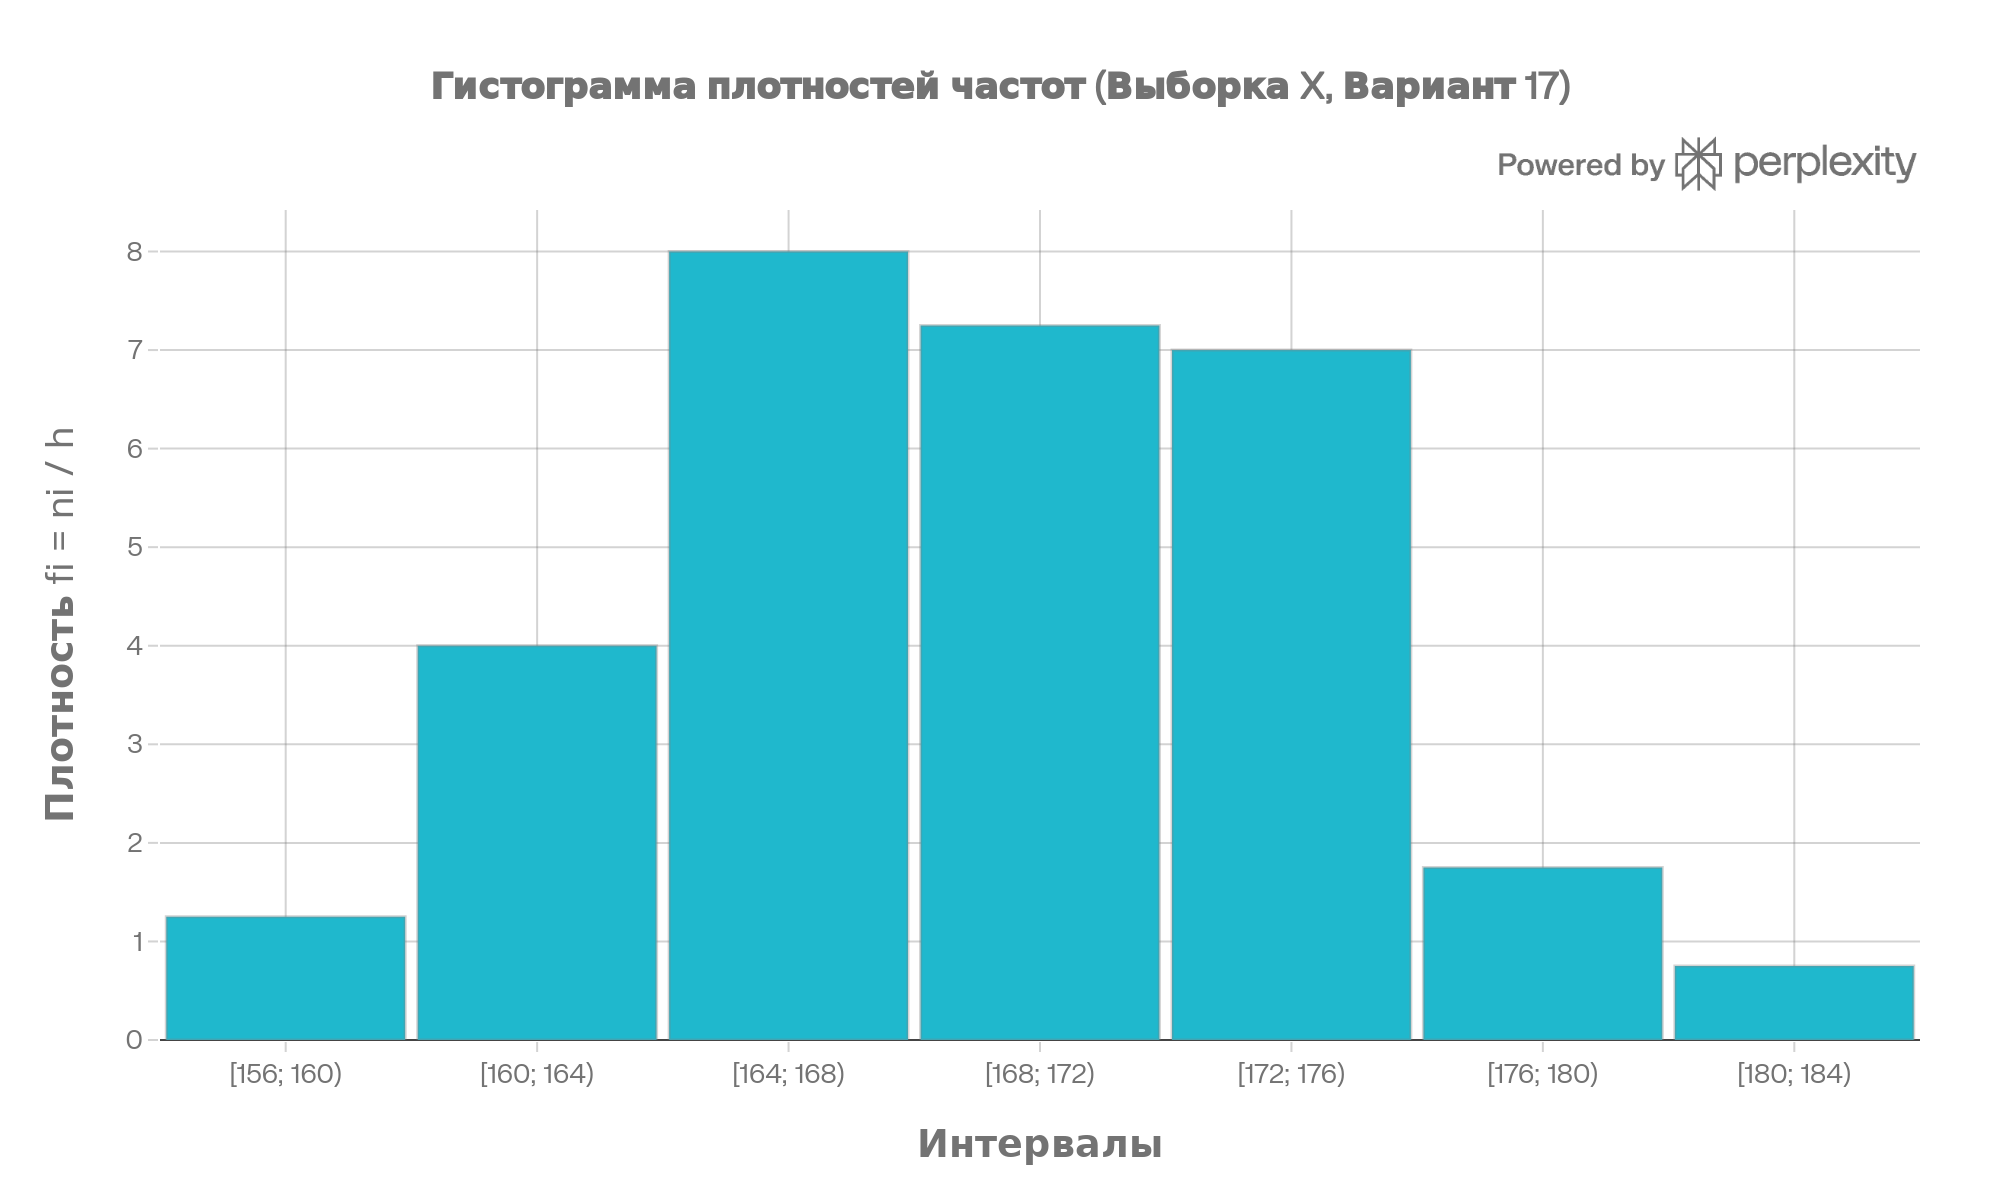 Гистограмма плотностей частот (Выборка X, Вариант 17)
Powered by perplexity
Плотность fi = ni / h
8
7
6
5
4
3
2
1
0
[156; 160) [160; 164) [164; 168) [168; 172) [172; 176) [176; 180) [180; 184)
Интервалы